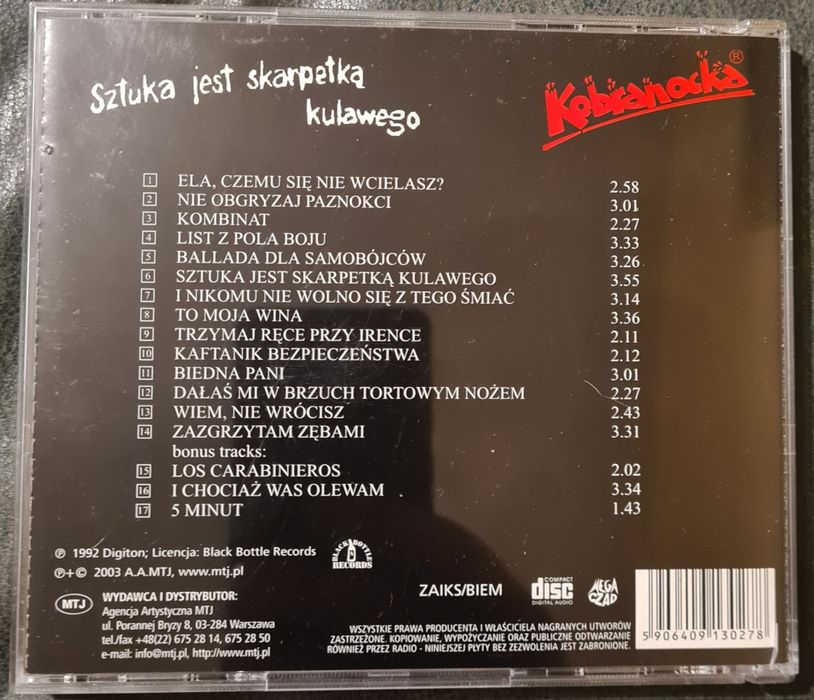 Sztuka jest skarpetką
kulawego
Kobranocka®
1 ELA, CZEMU SIĘ NIE WCIELASZ? 2.58
2 NIE OBGRYZAJ PAZNOKCI 3.01
3 KOMBINAT 2.27
4 LIST Z POLA BOJU 3.33
5 BALLADA DLA SAMOBÓJCÓW 3.26
6 SZTUKA JEST SKARPETKĄ KULAWEGO 3.55
7 I NIKOMU NIE WOLNO SIĘ Z TEGO ŚMIAĆ 3.14
8 TO MOJA WINA 3.36
9 TRZYMAJ RĘCE PRZY IRENCE 2.11
10 KAFTANIK BEZPIECZEŃSTWA 2.12
11 BIEDNA PANI 3.01
12 DAŁAŚ MI W BRZUCH TORTOWYM NOŻEM 2.27
13 WIEM, NIE WRÓCISZ 2.43
14 ZAZGRZYTAM ZĘBAMI 3.31
bonus tracks:
15 LOS CARABINIEROS 2.02
16 I CHOCIAŻ WAS OLEWAM 3.34
17 5 MINUT 1.43
℗ 1992 Digiton; Licencja: Black Bottle Records
BLACK BOTTLE
RECORDS
℗+© 2003 A.A.MTJ, www.mtj.pl
MTJ
WYDAWCA I DYSTRYBUTOR:
Agencja Artystyczna MTJ
ul. Porannej Bryzy 8, 03-284 Warszawa
tel./fax +48(22) 675 28 14, 675 28 50
e-mail: info@mtj.pl, http://www.mtj.pl
ZAIKS/BIEM
COMPACT
disc
DIGITAL AUDIO
MEGA
CZAD
WSZYSTKIE PRAWA PRODUCENTA I WŁAŚCICIELA NAGRANYCH UTWORÓW
ZASTRZEŻONE. KOPIOWANIE, WYPOŻYCZANIE ORAZ PUBLICZNE ODTWARZANIE
RÓWNIEŻ PRZEZ RADIO - NINIEJSZEJ PŁYTY BEZ ZEZWOLENIA JEST ZABRONIONE.
5 906409 130278